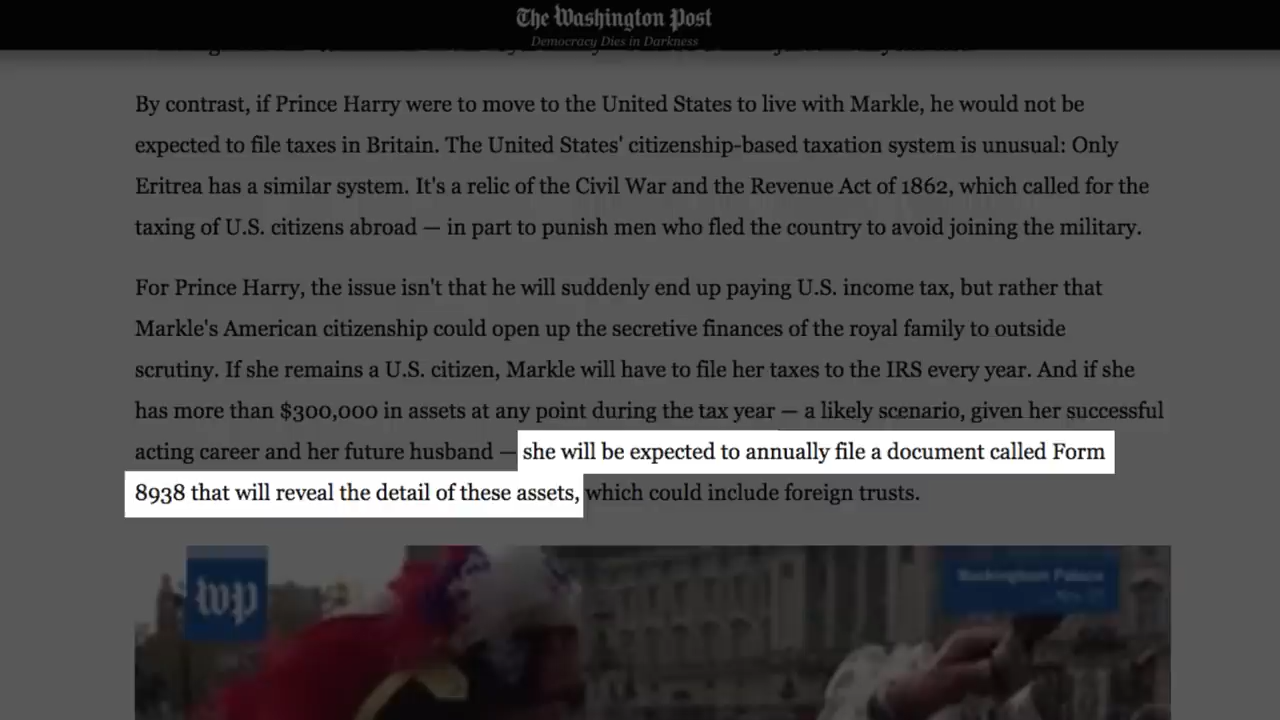 The Washington Post
Democracy Dies in Darkness
By contrast, if Prince Harry were to move to the United States to live with Markle, he would not be
expected to file taxes in Britain. The United States' citizenship-based taxation system is unusual: Only
Eritrea has a similar system. It's a relic of the Civil War and the Revenue Act of 1862, which called for the
taxing of U.S. citizens abroad — in part to punish men who fled the country to avoid joining the military.
For Prince Harry, the issue isn't that he will suddenly end up paying U.S. income tax, but rather that
Markle's American citizenship could open up the secretive finances of the royal family to outside
scrutiny. If she remains a U.S. citizen, Markle will have to file her taxes to the IRS every year. And if she
has more than $300,000 in assets at any point during the tax year — a likely scenario, given her successful
acting career and her future husband — she will be expected to annually file a document called Form
8938 that will reveal the detail of these assets, which could include foreign trusts.
wp